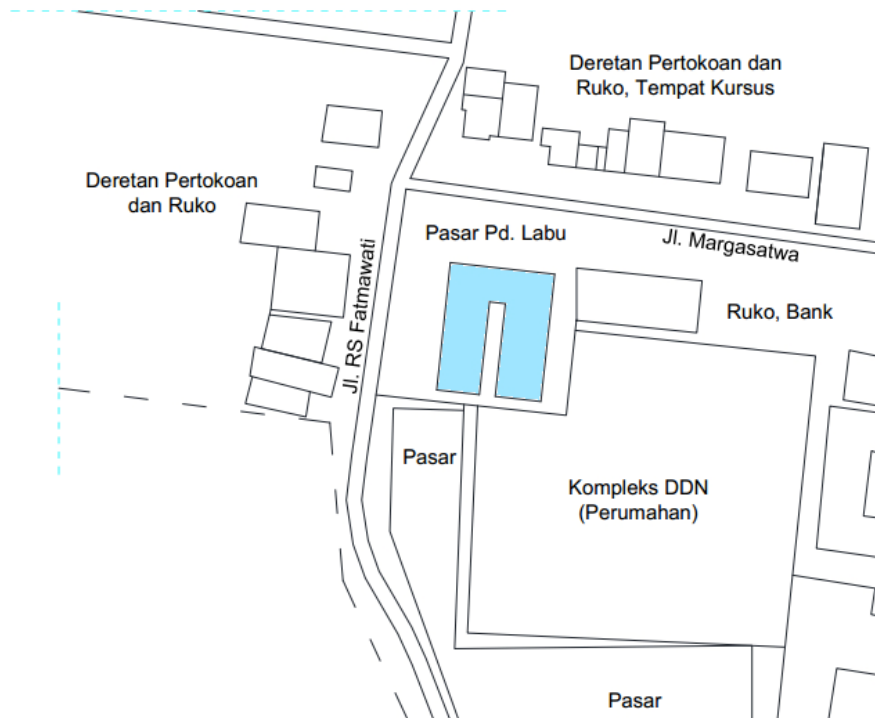 Deretan Pertokoan dan
Ruko, Tempat Kursus
Deretan Pertokoan
dan Ruko
Pasar Pd. Labu
Jl. Margasatwa
Jl. RS Fatmawati
Ruko, Bank
Pasar
Kompleks DDN
(Perumahan)
Pasar